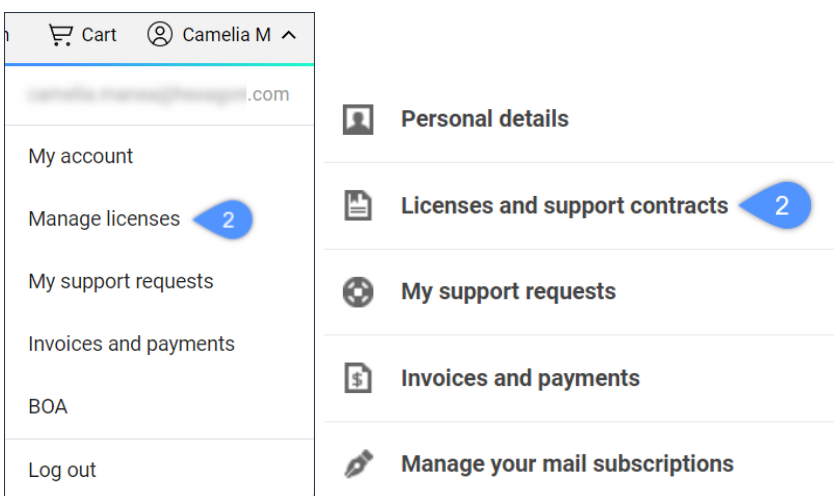 Cart Camelia M
.com
My account
Manage licenses 2
My support requests
Invoices and payments
BOA
Log out
Personal details
Licenses and support contracts 2
My support requests
Invoices and payments
Manage your mail subscriptions